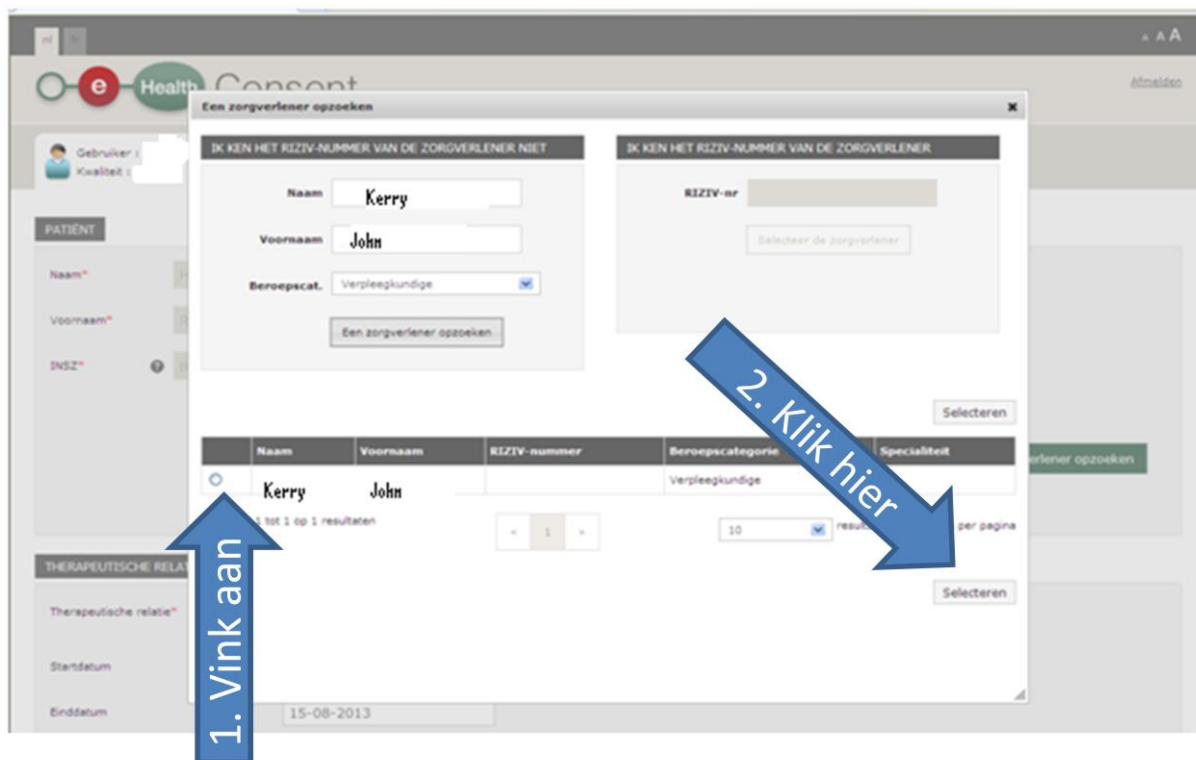 nl
A A A
e Health Consent
Afmelden
Een zorgverlener opzoeken
Gebruiker :
Kwaliteit :
IK KEN HET RIZIV-NUMMER VAN DE ZORGVERLENER NIET
IK KEN HET RIZIV-NUMMER VAN DE ZORGVERLENER
Naam Kerry
RIZIV-nr
PATIËNT
Voornaam John
Selecteer de zorgverlener
Naam*
Beroepscat. Verpleegkundige
Voornaam*
Een zorgverlener opzoeken
INSZ*
2. Klik hier
Selecteren
Naam Voornaam RIZIV-nummer Beroepscategorie Specialiteit
erlener opzoeken
Kerry John Verpleegkundige
1 tot 1 op 1 resultaten
« 1 »
10 result per pagina
THERAPEUTISCHE RELAT
Selecteren
Therapeutische relatie*
1. Vink aan
Startdatum
Einddatum 15-08-2013